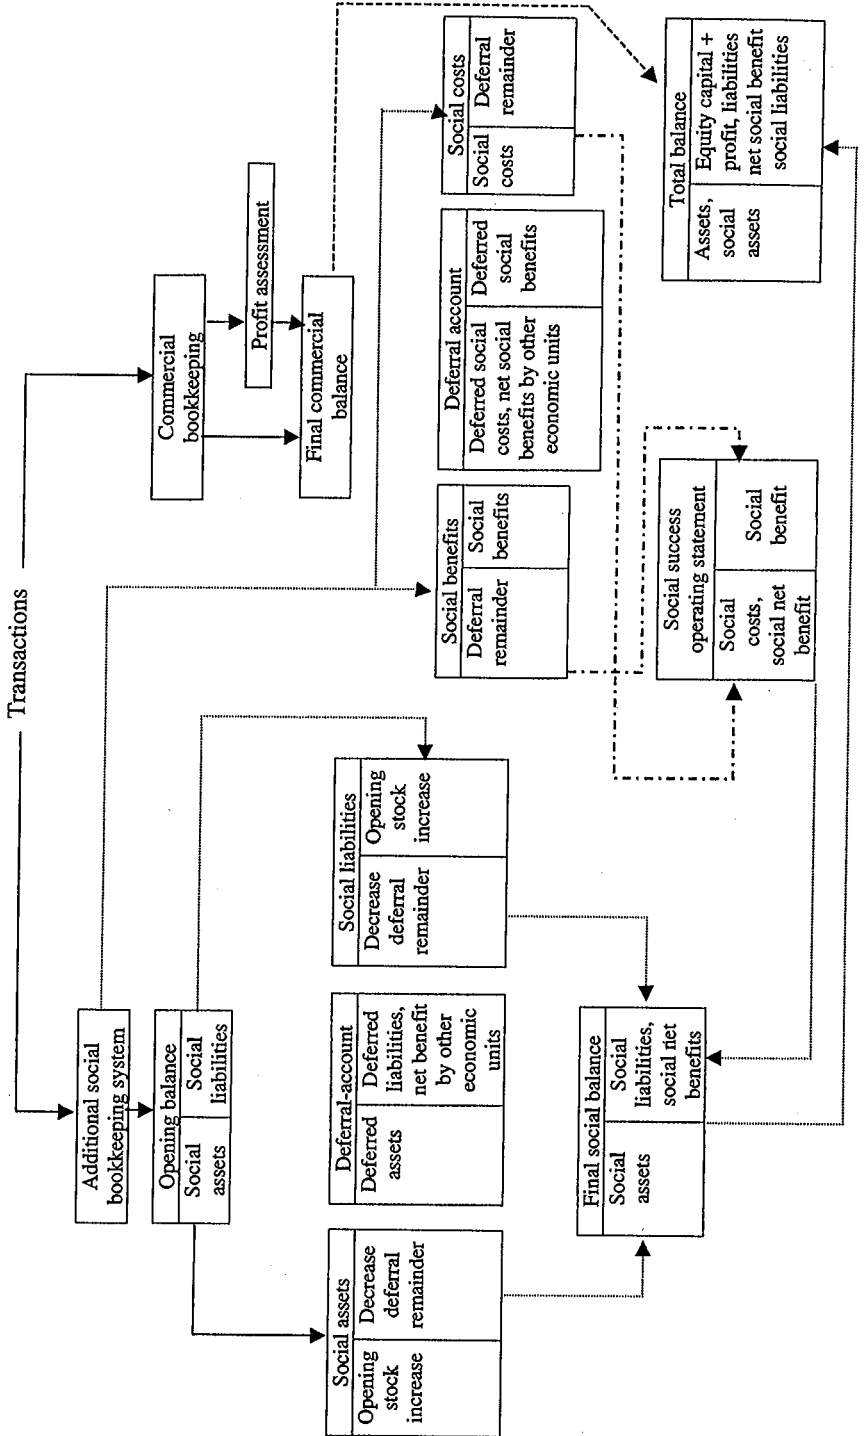 Transactions
Additional social
bookkeeping system
Commercial
bookkeeping
Opening balance
Social
assets
Social
liabilities
Profit assessment
Final commercial
balance
Social assets
Opening
stock
increase
Decrease
deferral
remainder
Deferral-account
Deferred
assets
Deferred
liabilities,
net benefit
by other
economic
units
Social liabilities
Decrease
deferral
remainder
Opening
stock
increase
Social benefits
Deferral
remainder
Social
benefits
Deferral account
Deferred social
costs, net social
benefits by other
economic units
Deferred
social
benefits
Social costs
Social
costs
Deferral
remainder
Final social balance
Social
assets
Social
liabilities,
social net
benefits
Social success
operating statement
Social
costs,
social net
benefit
Social
benefit
Total balance
Assets,
social
assets
Equity capital +
profit, liabilities
net social benefit
social liabilities